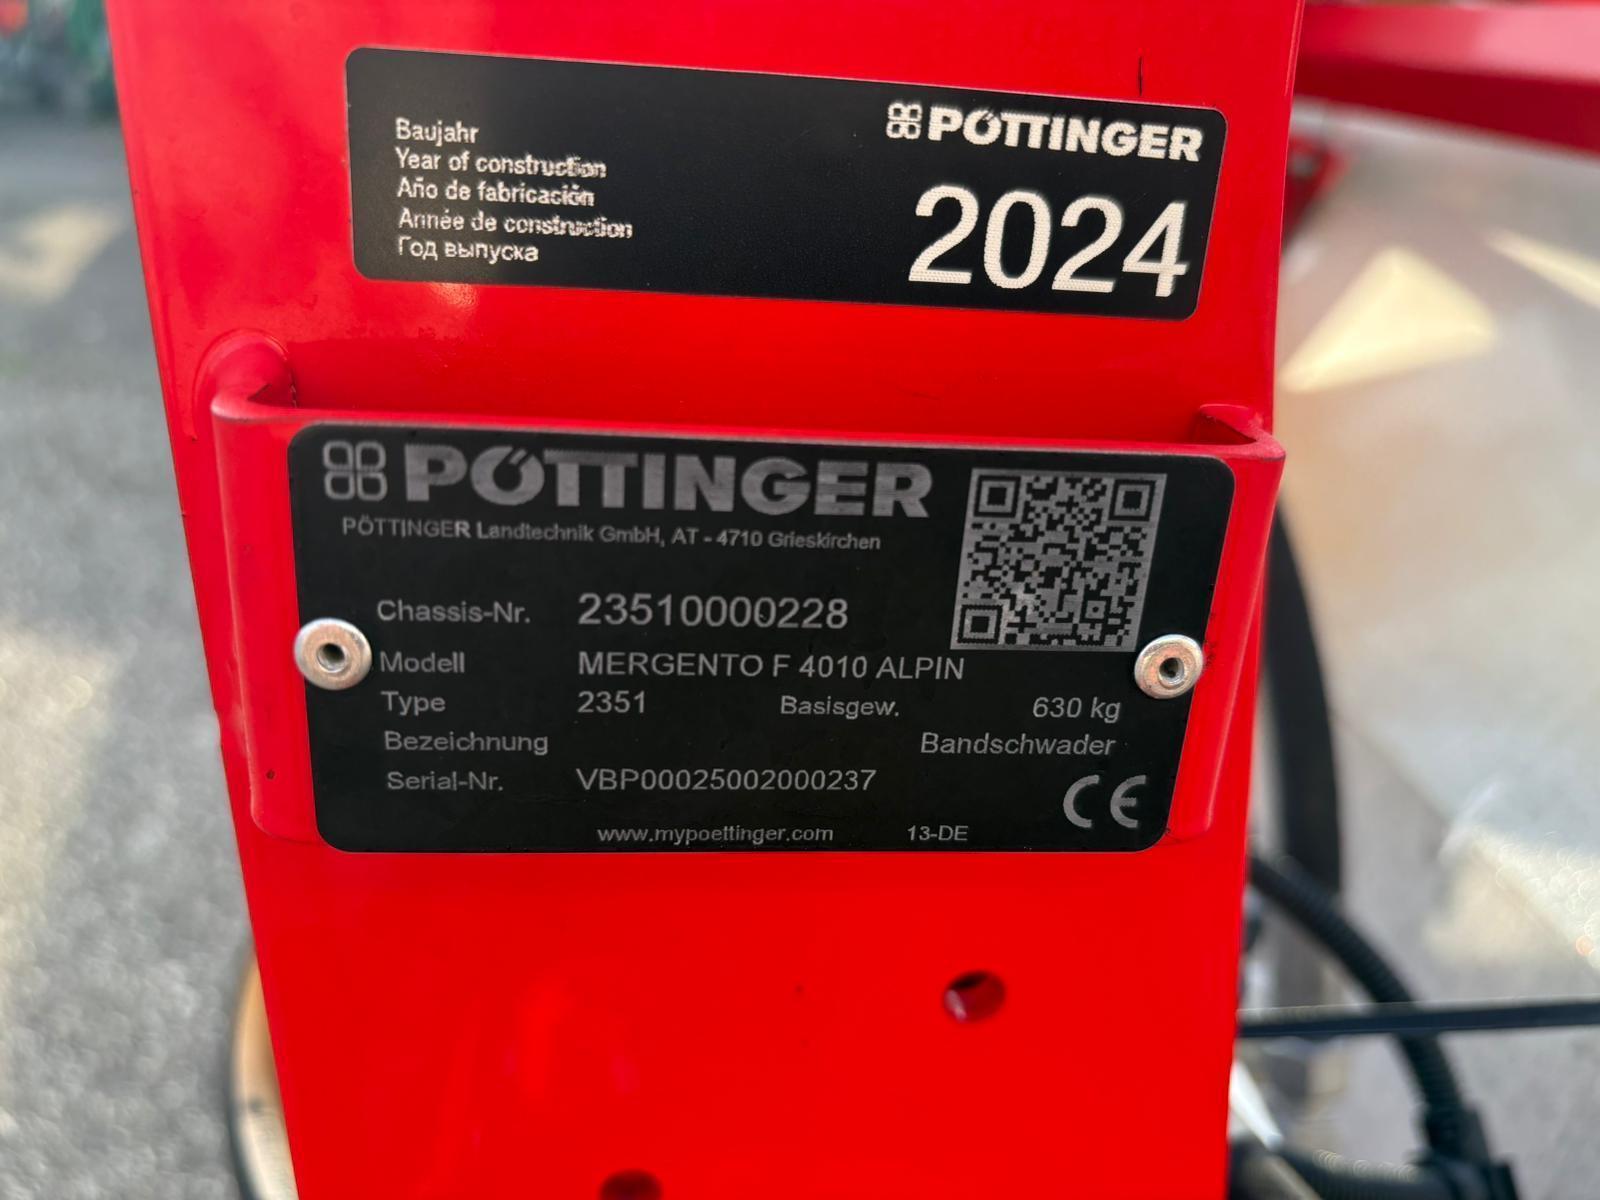 Baujahr
Year of construction
Año de fabricación
Année de construction
Год выпуска
PÖTTINGER
2024
PÖTTINGER
PÖTTINGER Landtechnik GmbH, AT - 4710 Grieskirchen
Chassis-Nr. 23510000228
Modell MERGENTO F 4010 ALPIN
Type 2351 Basisgew. 630 kg
Bezeichnung Bandschwader
Serial-Nr. VBP00025002000237
CE
www.mypoettinger.com 13-DE